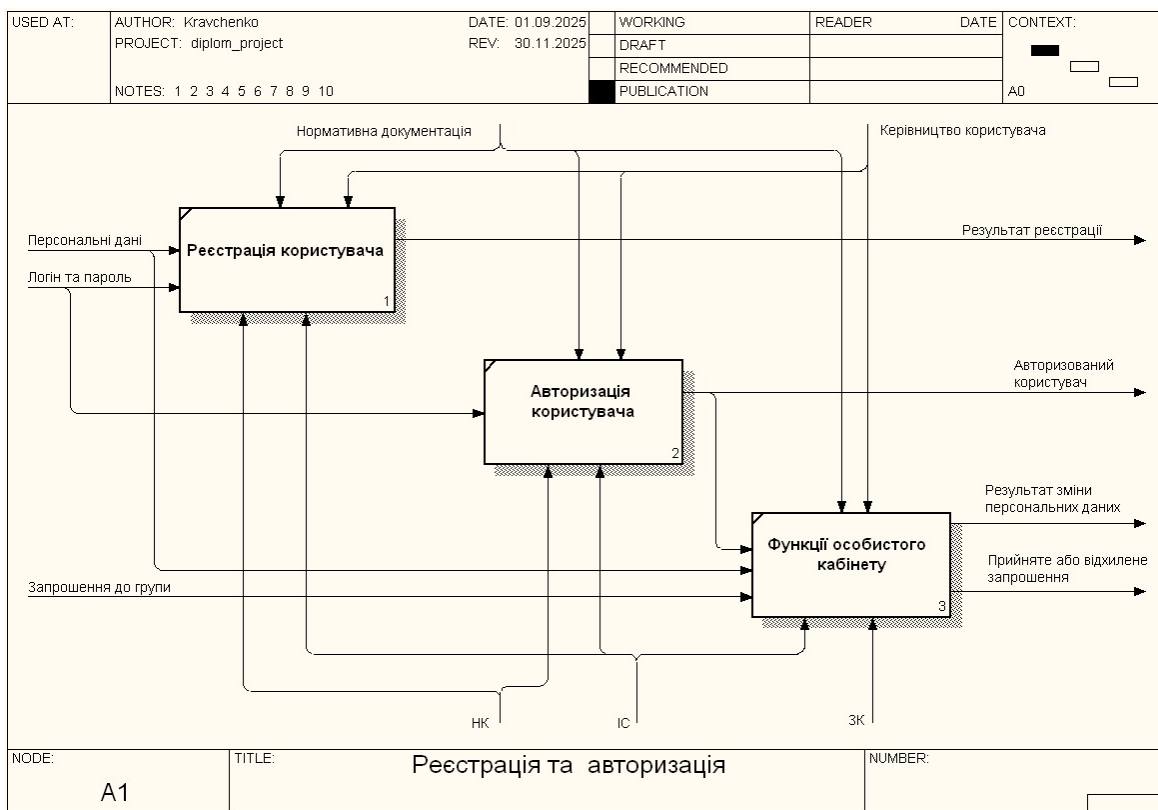 USED AT:
AUTHOR: Kravchenko
DATE: 01.09.2025
PROJECT: diplom_project
REV: 30.11.2025
NOTES: 1 2 3 4 5 6 7 8 9 10
WORKING
DRAFT
RECOMMENDED
PUBLICATION
READER
DATE
CONTEXT:
A0
Нормативна документація
Керівництво користувача
Персональні дані
Логін та пароль
Реєстрація користувача
1
Результат реєстрації
Авторизація
користувача
2
Авторизований
користувач
Запрошення до групи
Функції особистого
кабінету
3
Результат зміни
персональних даних
Прийняте або відхилене
запрошення
НК
ІС
ЗК
NODE:
A1
TITLE:
Реєстрація та авторизація
NUMBER: